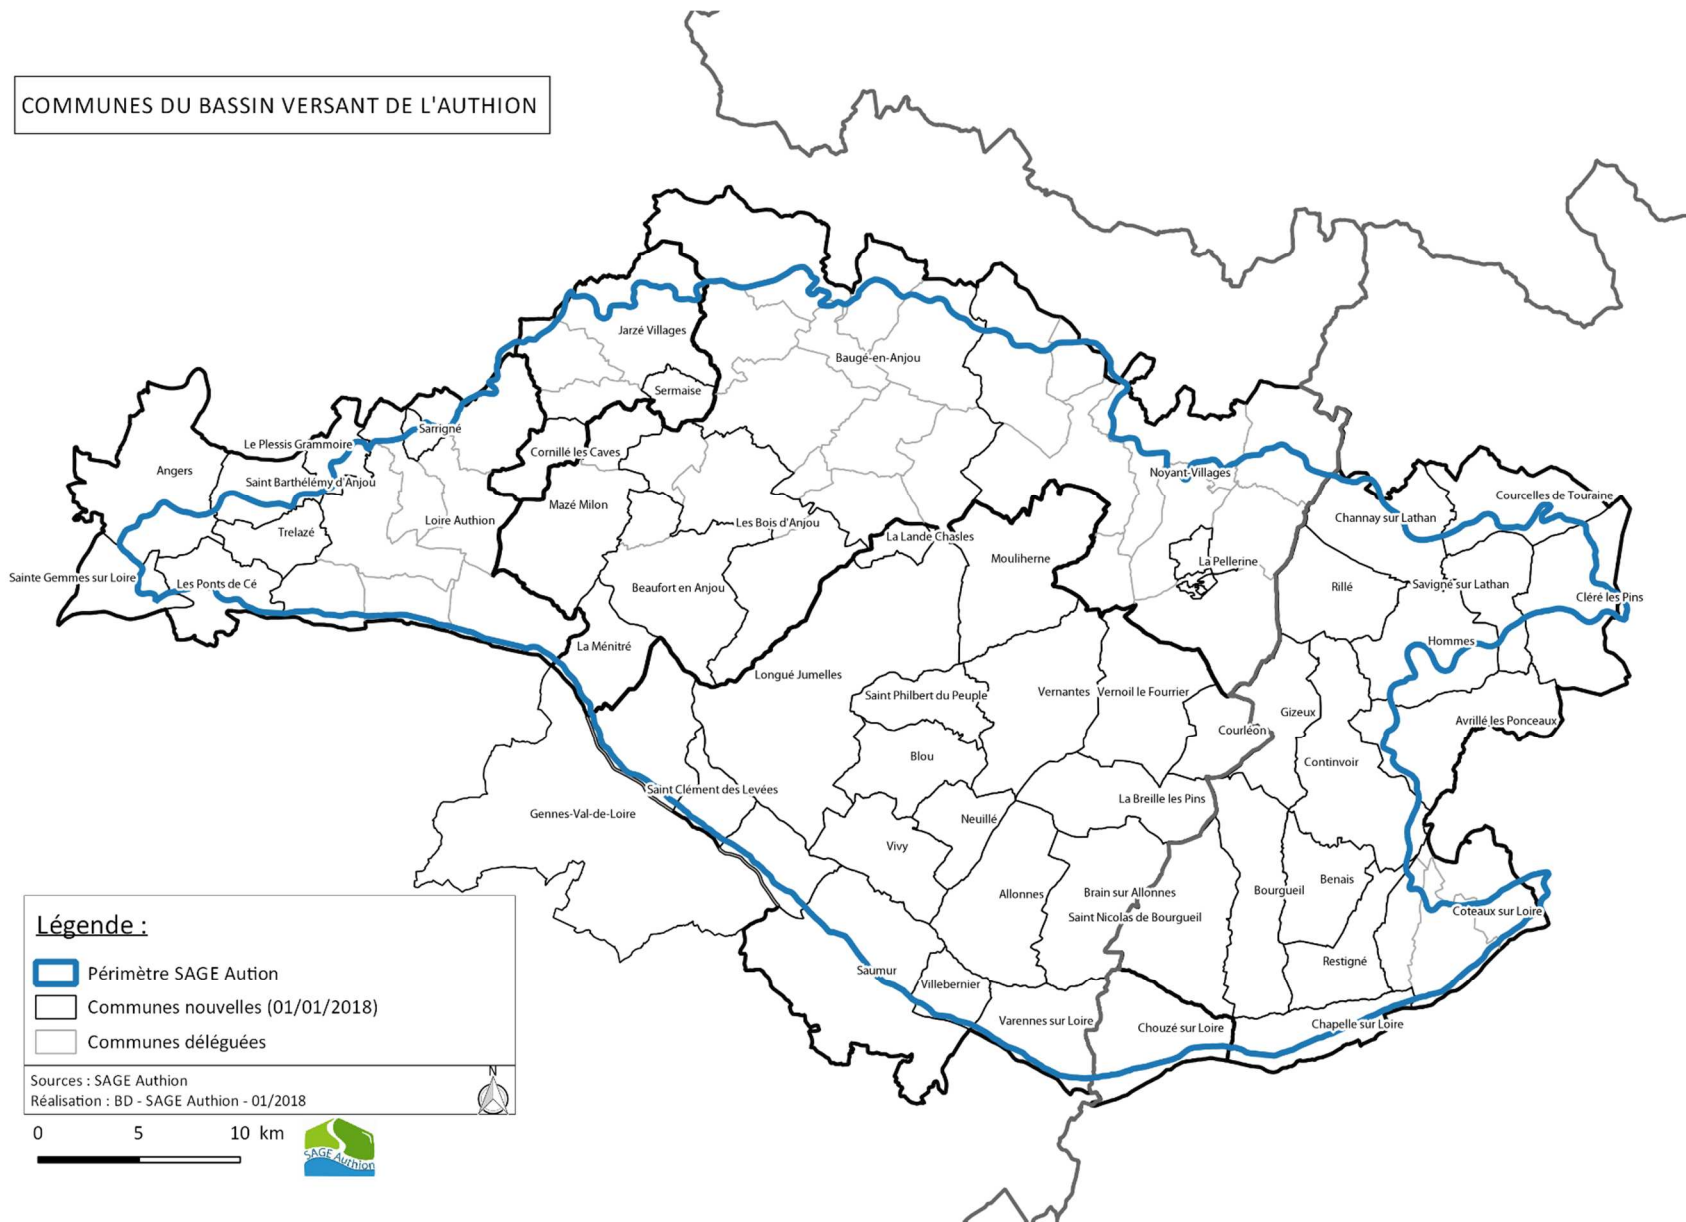 COMMUNES DU BASSIN VERSANT DE L'AUTHION
Jarzé Villages
Baugé-en-Anjou
Sermaise
Sarrigné
Le Plessis Grammoire
Cornillé les Caves
Angers
Saint Barthélémy d'Anjou
Noyant-Villages
Courcelles de Touraine
Mazé Milon
Channay sur Lathan
Loire Authion
Les Bois d'Anjou
Trelazé
La Lande Chasles
Mouliherne
La Pellerine
Sainte Gemmes sur Loire
Les Ponts de Cé
Beaufort en Anjou
Rillé
Savigné sur Lathan
Cléré les Pins
La Ménitré
Hommes
Longué Jumelles
Saint Philbert du Peuple
Vernantes
Vernoil le Fourrier
Gizeux
Avrillé les Ponceaux
Courléon
Blou
Continvoir
Saint Clément des Levées
La Breille les Pins
Gennes-Val-de-Loire
Neuillé
Vivy
Benais
Allonnes
Brain sur Allonnes
Bourgueil
Saint Nicolas de Bourgueil
Coteaux sur Loire
Restigné
Saumur
Villebernier
Varennes sur Loire
Chouzé sur Loire
Chapelle sur Loire
Légende :
Périmètre SAGE Aution
Communes nouvelles (01/01/2018)
Communes déléguées
Sources : SAGE Authion
Réalisation : BD - SAGE Authion - 01/2018
N
0 5 10 km
SAGE Authion